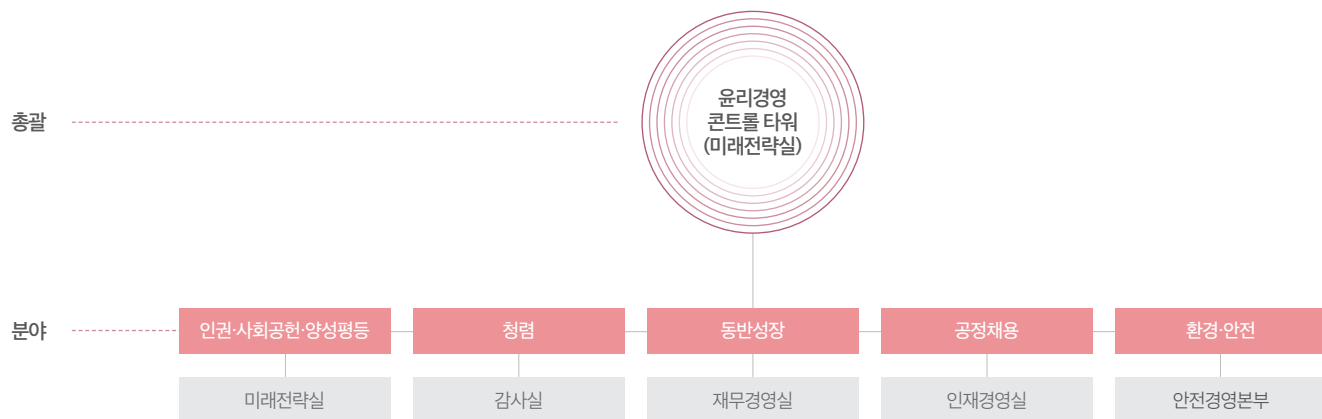 총괄
윤리경영
콘트롤 타워
(미래전략실)
분야
인권·사회공헌·양성평등
청렴
동반성장
공정채용
환경·안전
미래전략실
감사실
재무경영실
인재경영실
안전경영본부